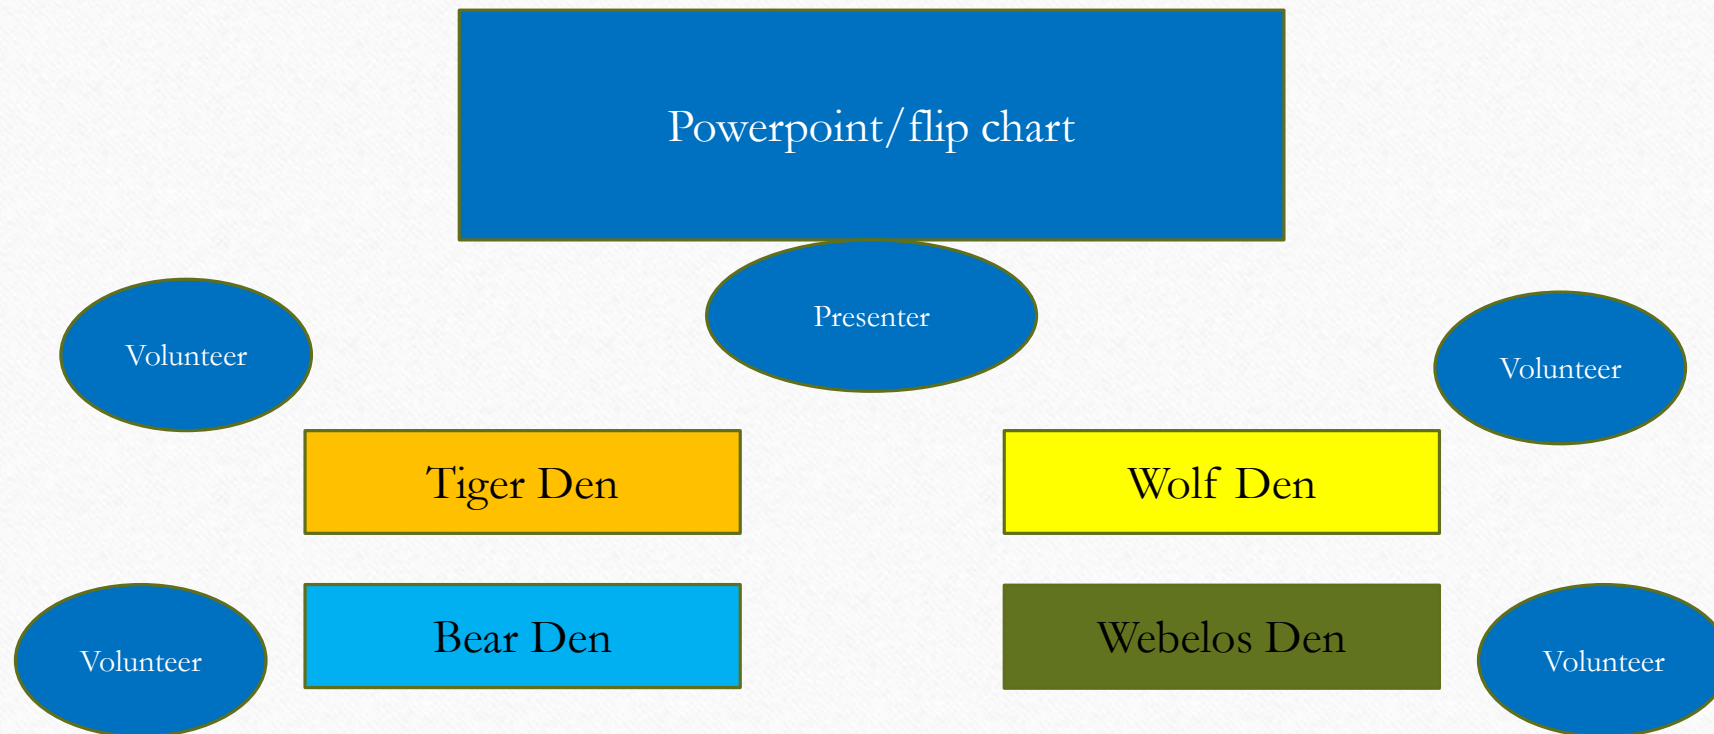 Powerpoint/flip chart
Presenter
Volunteer
Volunteer
Tiger Den
Wolf Den
Bear Den
Webelos Den
Volunteer
Volunteer